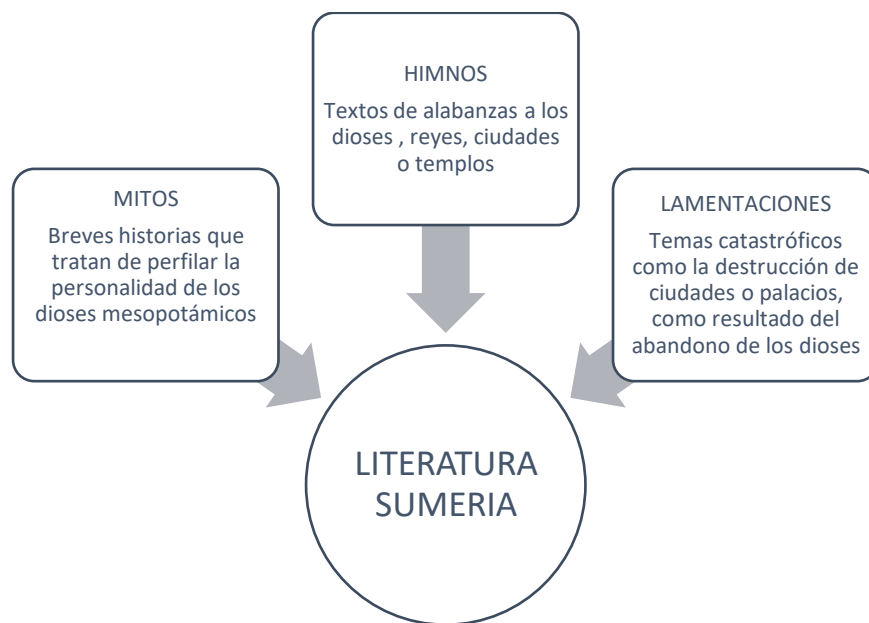 MITOS
Breves historias que
tratan de perfilar la
personalidad de los
dioses mesopotámicos
HIMNOS
Textos de alabanzas a los
dioses , reyes, ciudades
o templos
LAMENTACIONES
Temas catastróficos
como la destrucción de
ciudades o palacios,
como resultado del
abandono de los dioses
LITERATURA
SUMERIA